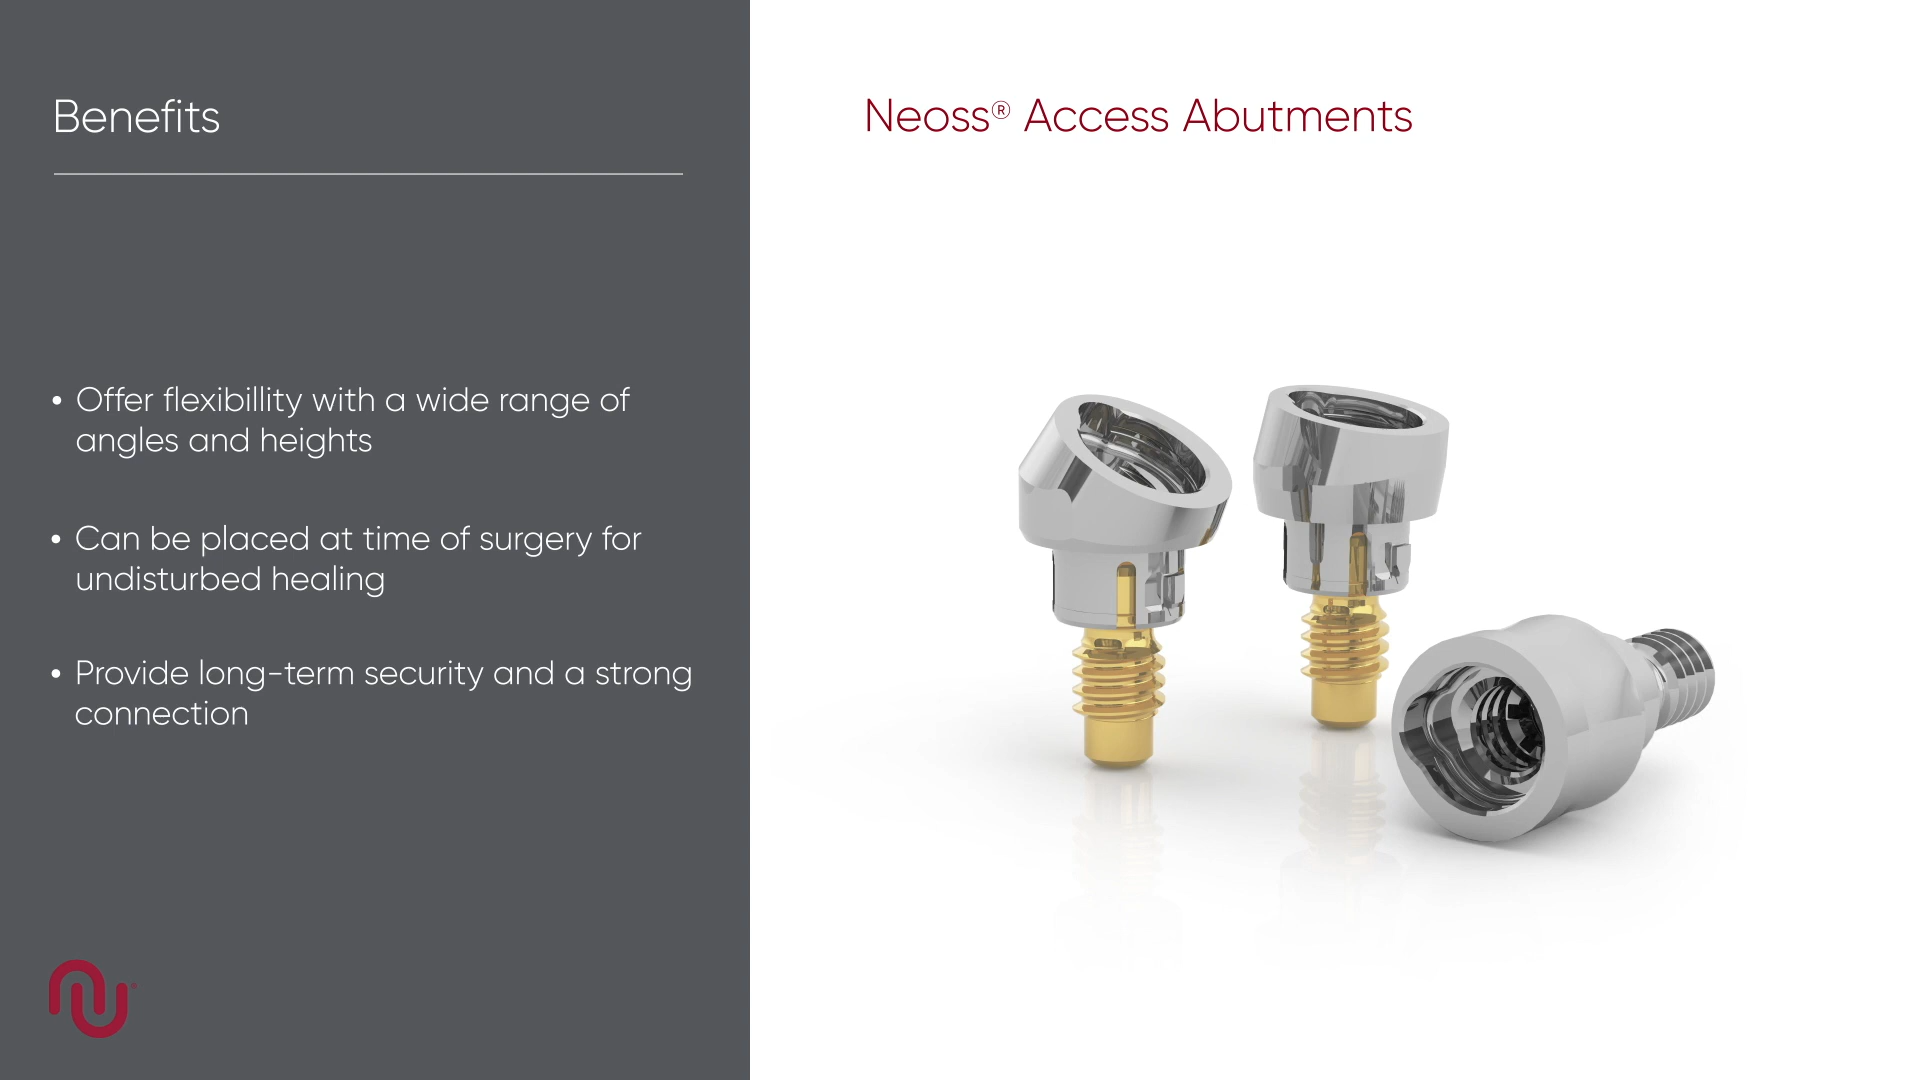 Benefits
Neoss® Access Abutments
• Offer flexibillity with a wide range of
angles and heights
• Can be placed at time of surgery for
undisturbed healing
• Provide long-term security and a strong
connection